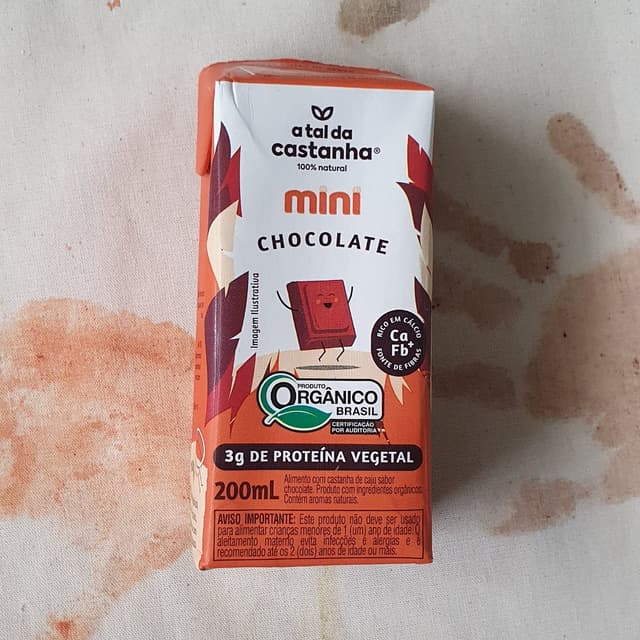 a tal da
castanha®
100% natural
mini
CHOCOLATE
Imagem Ilustrativa
RICO EM CÁLCIO
Ca +
Fb
FONTE DE FIBRAS
PRODUTO
ORGÂNICO
BRASIL
CERTIFICAÇÃO
POR AUDITORIA
3g DE PROTEÍNA VEGETAL
200mL
Alimento com castanha de caju sabor
chocolate. Produto com ingredientes orgânicos.
Contém aromas naturais.
AVISO IMPORTANTE: Este produto não deve ser usado
para alimentar crianças menores de 1 (um) ano de idade. O
aleitamento materno evita infecções e alergias e é
recomendado até os 2 (dois) anos de idade ou mais.